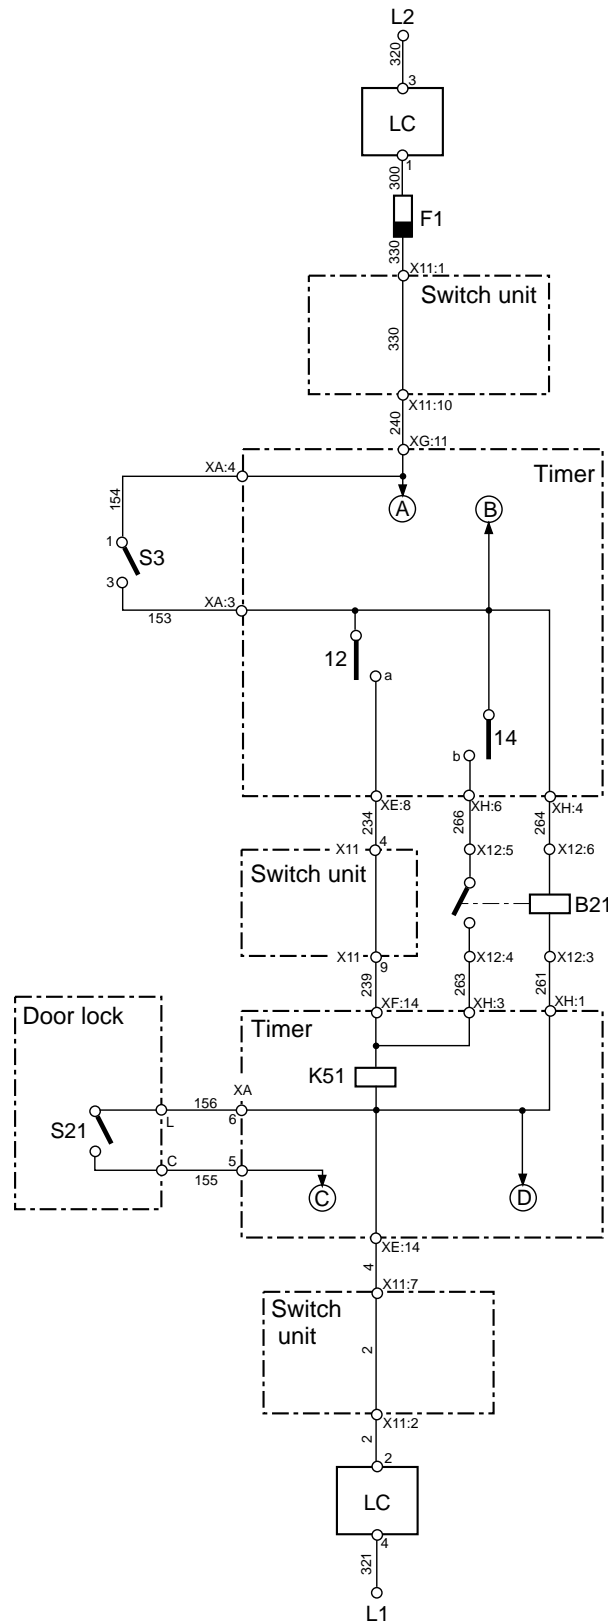 L2
320
3
LC
1
300
F1
330
X11:1
Switch unit
330
X11:10
240
XG:11
XA:4
Timer
154
A
B
1
S3
3
XA:3
153
12
a
14
b
XE:8
XH:6
XH:4
234
266
264
X11
4
X12:5
X12:6
Switch unit
B21
X11
9
X12:4
X12:3
239
263
261
XF:14
XH:3
XH:1
Door lock
Timer
K51
XA
156
6
L
S21
C
5
155
C
D
XE:14
4
X11:7
Switch
unit
2
X11:2
2
2
LC
4
321
L1